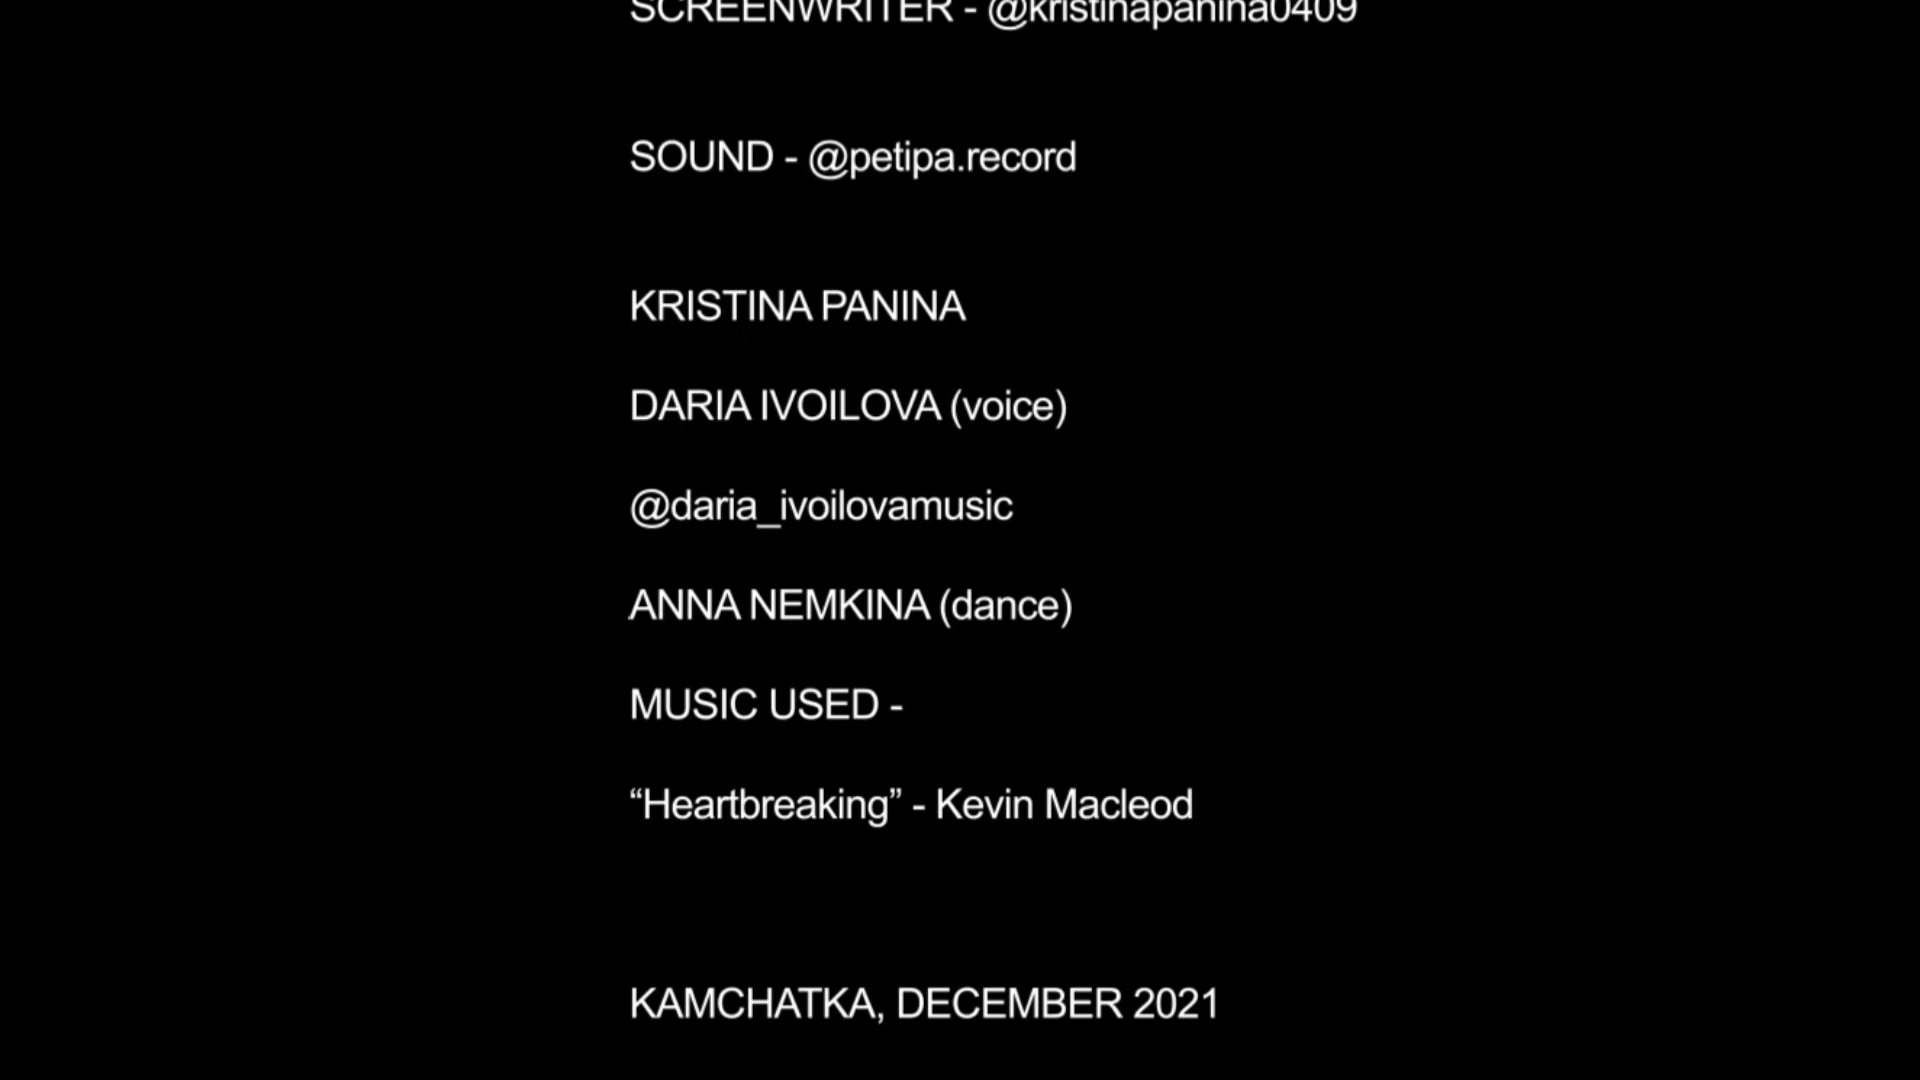 SCREENWRITER - @kristinapanina0409
SOUND - @petipa.record
KRISTINA PANINA
DARIA IVOILOVA (voice)
@daria_ivoilovamusic
ANNA NEMKINA (dance)
MUSIC USED -
“Heartbreaking” - Kevin Macleod
KAMCHATKA, DECEMBER 2021